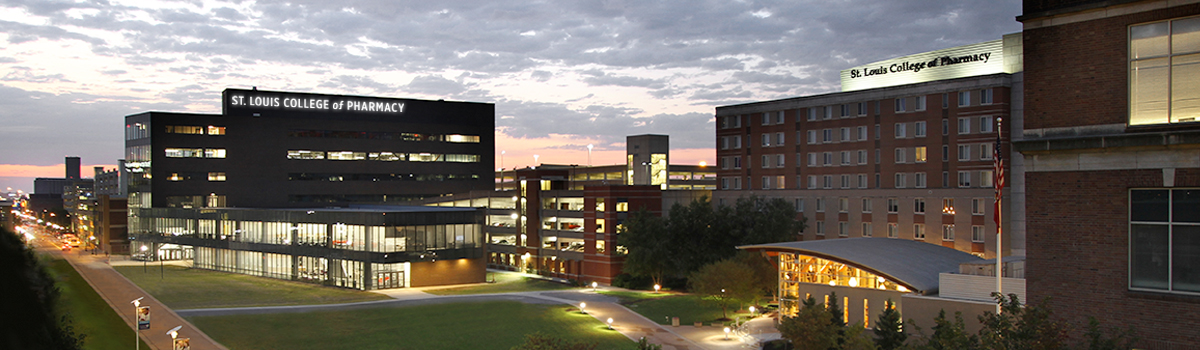 ST. LOUIS COLLEGE of PHARMACY
St. Louis College of Pharmacy